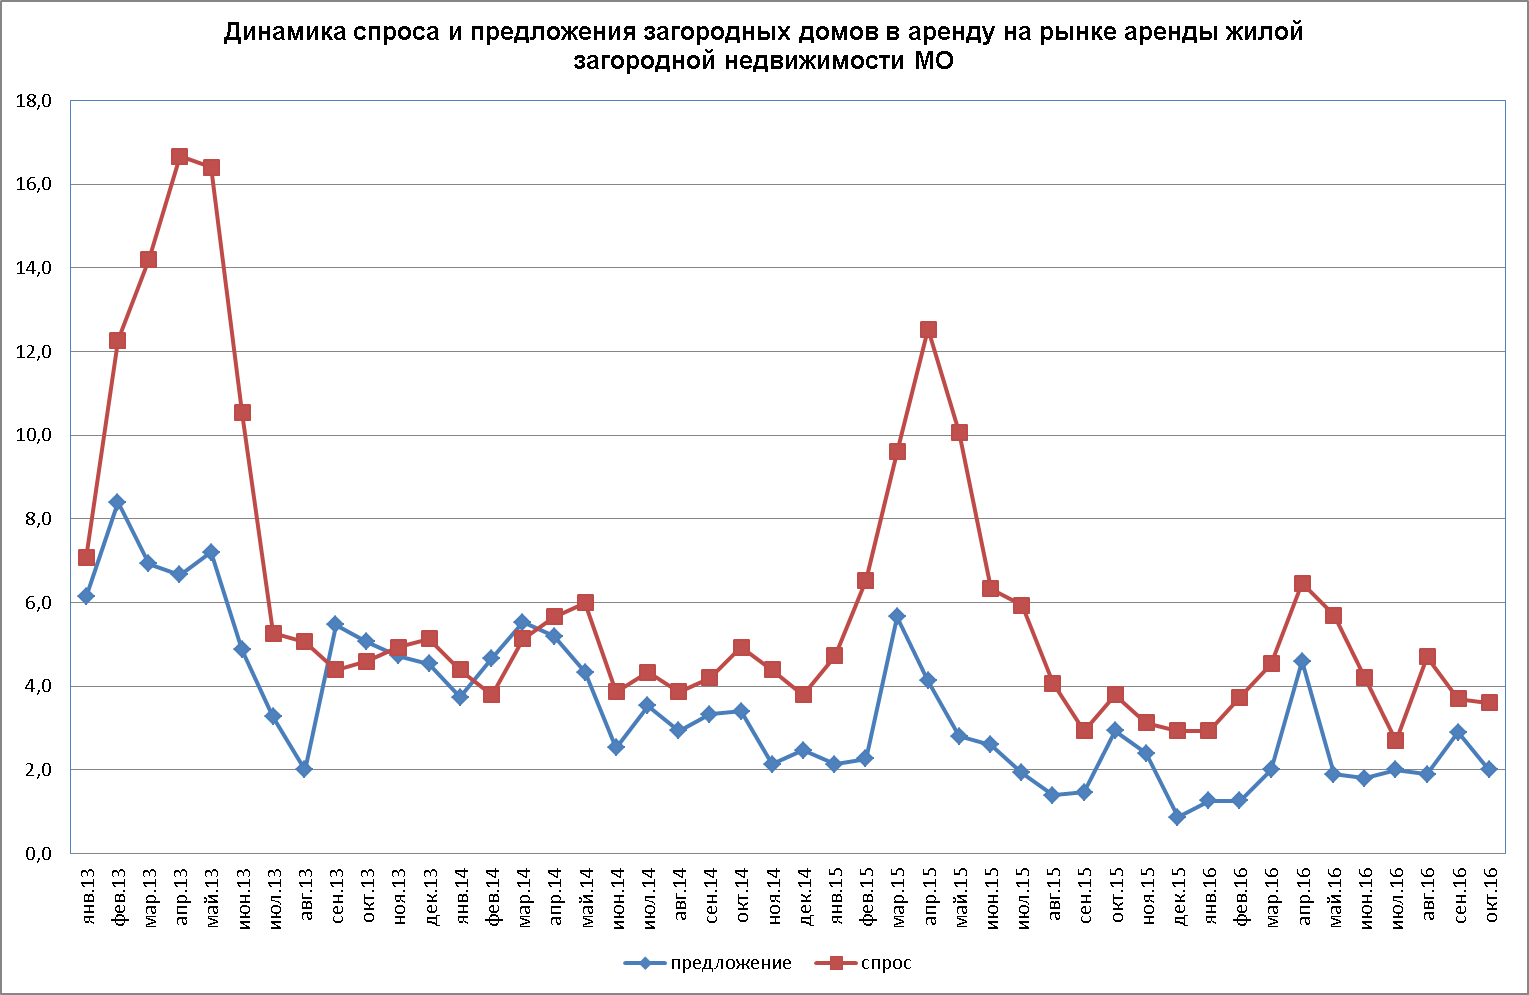 Динамика спроса и предложения загородных домов в аренду на рынке аренды жилой
загородной недвижимости МО
18,0
16,0
14,0
12,0
10,0
8,0
6,0
4,0
2,0
0,0
янв.13
фев.13
мар.13
апр.13
май.13
июн.13
июл.13
авг.13
сен.13
окт.13
ноя.13
дек.13
янв.14
фев.14
мар.14
апр.14
май.14
июн.14
июл.14
авг.14
сен.14
окт.14
ноя.14
дек.14
янв.15
фев.15
мар.15
апр.15
май.15
июн.15
июл.15
авг.15
сен.15
окт.15
ноя.15
дек.15
янв.16
фев.16
мар.16
апр.16
май.16
июн.16
июл.16
авг.16
сен.16
окт.16
предложение
спрос